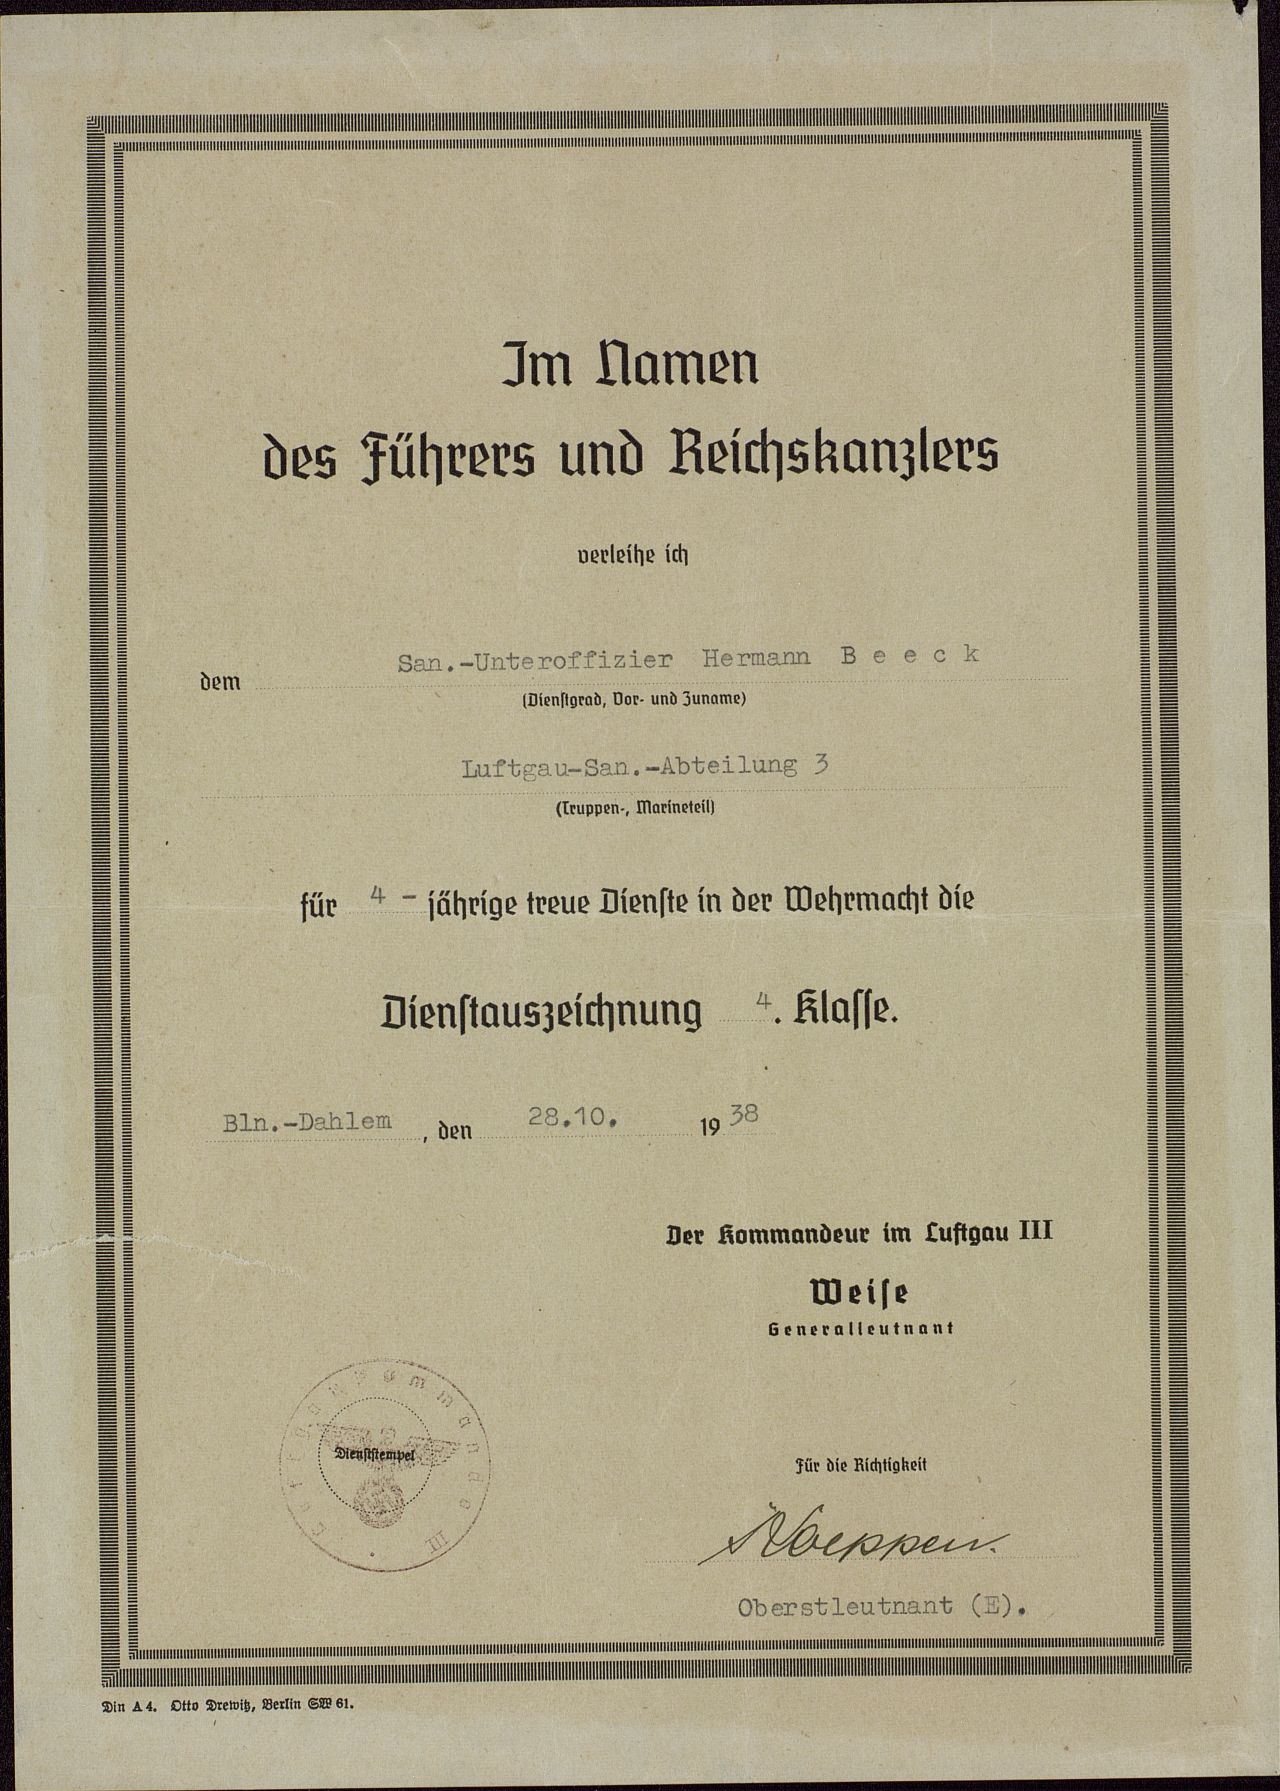 Im Namen
des Führers und Reichskanzlers
verleihe ich
dem San.-Unteroffizier Hermann B e e c k
(Dienstgrad, Vor- und Zuname)
Luftgau-San.-Abteilung 3
(Truppen-, Marineteil)
für 4 - jährige treue Dienste in der Wehrmacht die
Dienstauszeichnung 4. Klasse.
Bln.-Dahlem, den 28.10. 1938
Der Kommandeur im Luftgau III
Weise
Generalleutnant
Luftgaukommando III
Dienststempel
Für die Richtigkeit
Koeppen.
Oberstleutnant (E).
Din A 4. Otto Drewitz, Berlin SW 61.